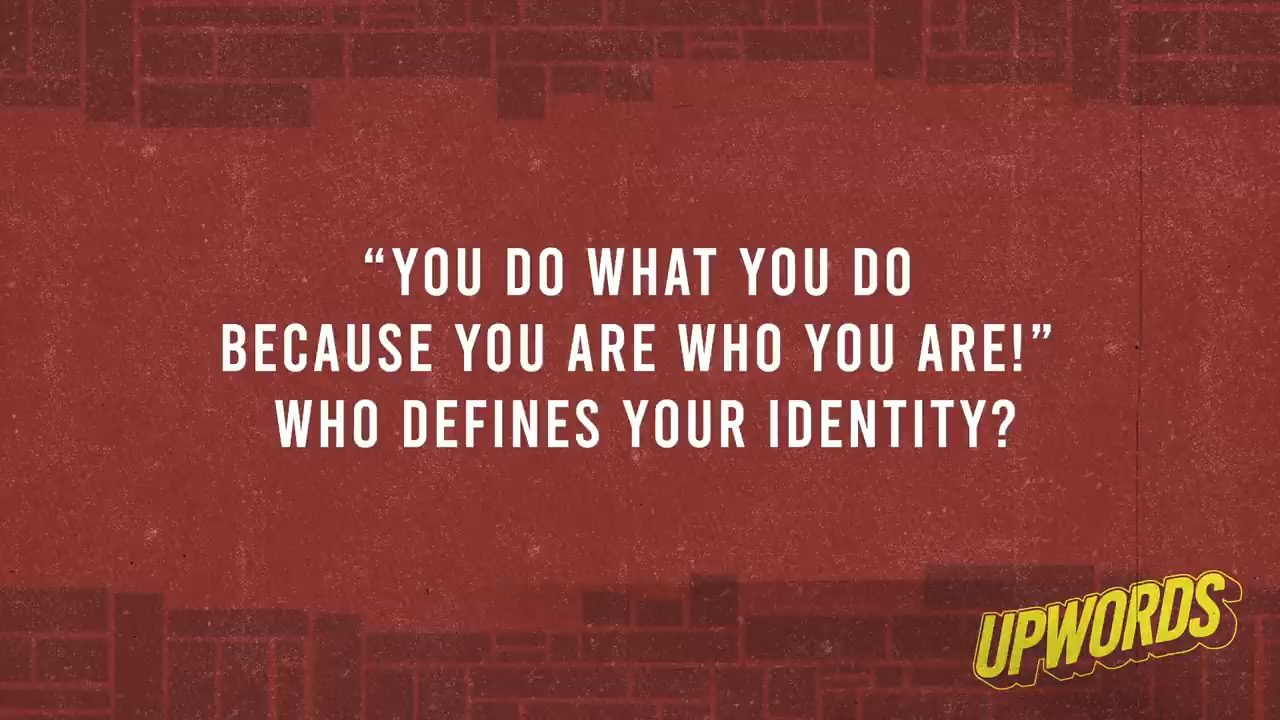 “YOU DO WHAT YOU DO
BECAUSE YOU ARE WHO YOU ARE!”
WHO DEFINES YOUR IDENTITY?
UPWORDS